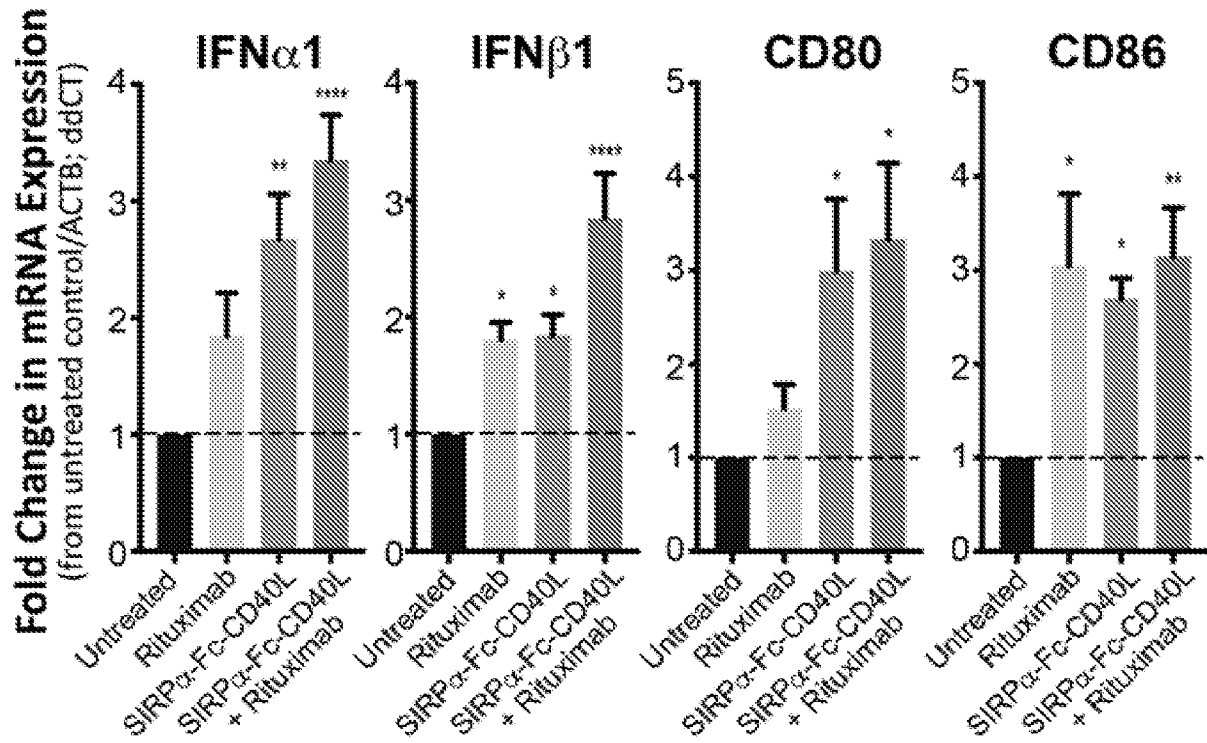 Fold Change in mRNA Expression
(from untreated control/ACTB; ddCT)
IFNα1
4
3
2
1
0
**
****
Untreated
Rituximab
SIRPα-Fc-CD40L
SIRPα-Fc-CD40L
+ Rituximab
IFNβ1
4
3
2
1
0
*
*
****
Untreated
Rituximab
SIRPα-Fc-CD40L
SIRPα-Fc-CD40L
+ Rituximab
CD80
5
4
3
2
1
0
*
*
Untreated
Rituximab
SIRPα-Fc-CD40L
SIRPα-Fc-CD40L
+ Rituximab
CD86
5
4
3
2
1
0
*
*
**
Untreated
Rituximab
SIRPα-Fc-CD40L
SIRPα-Fc-CD40L
+ Rituximab